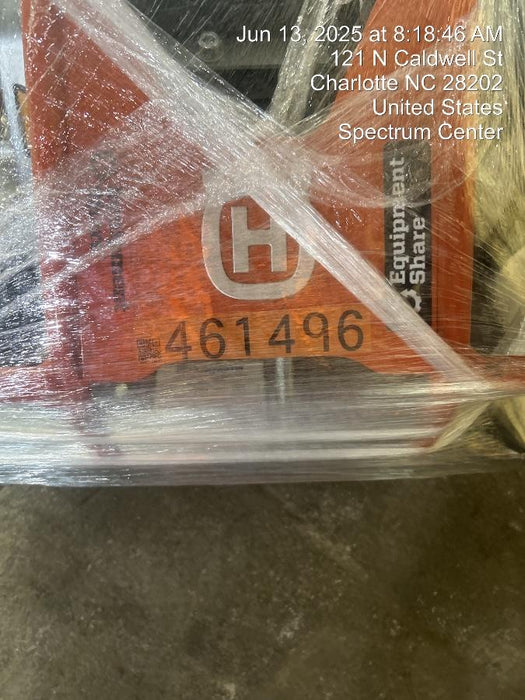 Jun 13, 2025 at 8:18:46 AM
121 N Caldwell St
Charlotte NC 28202
United States
Spectrum Center
H
Equipment
Share
461496